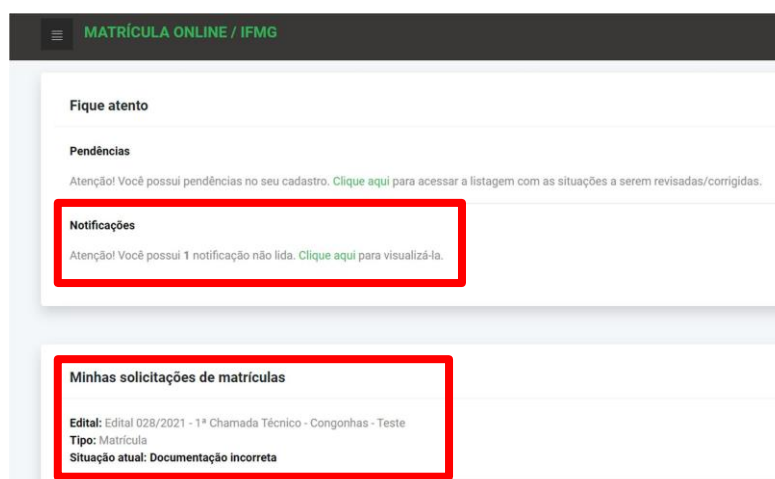 MATRÍCULA ONLINE / IFMG
Fique atento
Pendências
Atenção! Você possui pendências no seu cadastro. Clique aqui para acessar a listagem com as situações a serem revisadas/corrigidas.
Notificações
Atenção! Você possui 1 notificação não lida. Clique aqui para visualizá-la.
Minhas solicitações de matrículas
Edital: Edital 028/2021 - 1ª Chamada Técnico - Congonhas - Teste
Tipo: Matrícula
Situação atual: Documentação incorreta